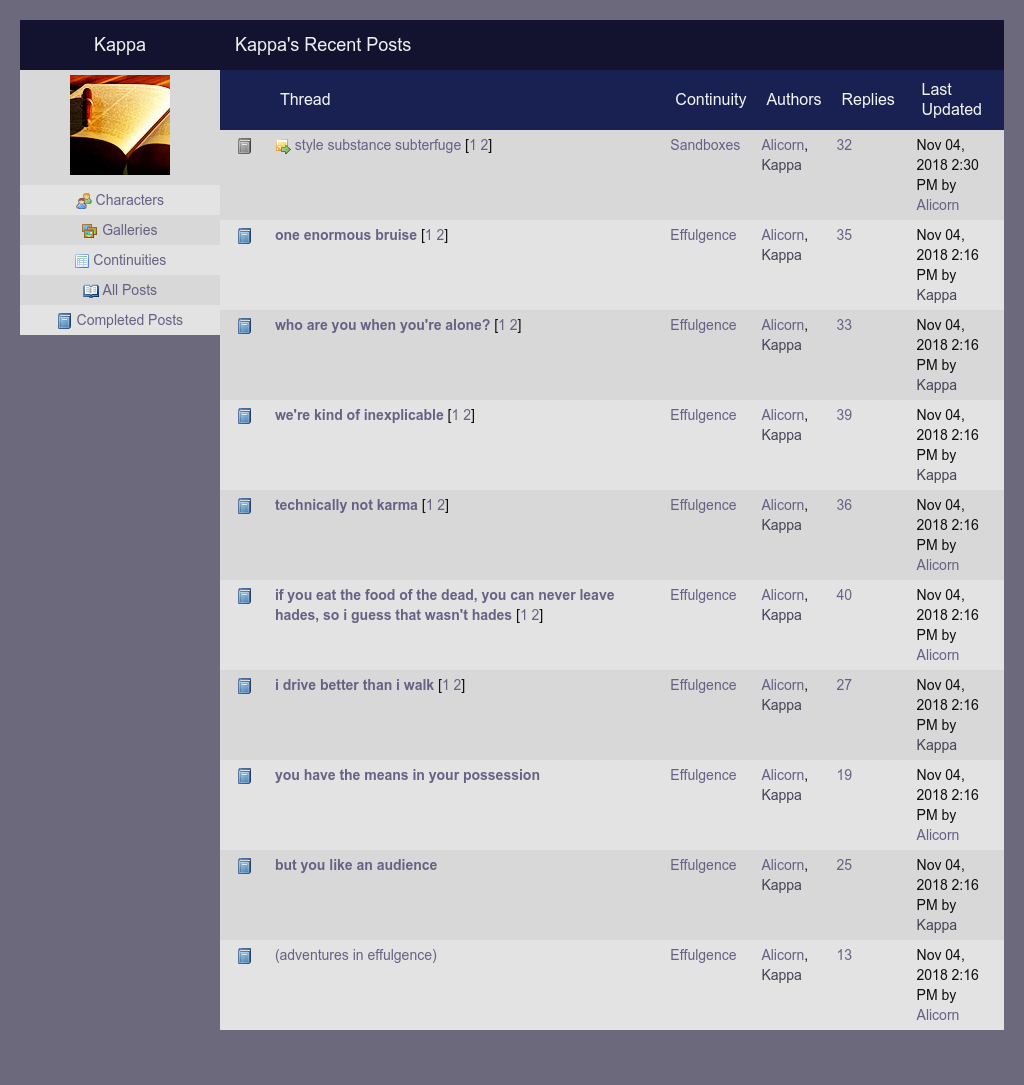 Kappa
Kappa's Recent Posts
Characters
Galleries
Continuities
All Posts
Completed Posts
Thread Continuity Authors Replies Last
Updated
style substance subterfuge [1 2] Sandboxes Alicorn, 32 Nov 04,
Kappa 2018 2:30
PM by
Alicorn
one enormous bruise [1 2] Effulgence Alicorn, 35 Nov 04,
Kappa 2018 2:16
PM by
Kappa
who are you when you're alone? [1 2] Effulgence Alicorn, 33 Nov 04,
Kappa 2018 2:16
PM by
Kappa
we're kind of inexplicable [1 2] Effulgence Alicorn, 39 Nov 04,
Kappa 2018 2:16
PM by
Kappa
technically not karma [1 2] Effulgence Alicorn, 36 Nov 04,
Kappa 2018 2:16
PM by
Alicorn
if you eat the food of the dead, you can never leave Effulgence Alicorn, 40 Nov 04,
hades, so i guess that wasn't hades [1 2] Kappa 2018 2:16
PM by
Alicorn
i drive better than i walk [1 2] Effulgence Alicorn, 27 Nov 04,
Kappa 2018 2:16
PM by
Kappa
you have the means in your possession Effulgence Alicorn, 19 Nov 04,
Kappa 2018 2:16
PM by
Alicorn
but you like an audience Effulgence Alicorn, 25 Nov 04,
Kappa 2018 2:16
PM by
Kappa
(adventures in effulgence) Effulgence Alicorn, 13 Nov 04,
Kappa 2018 2:16
PM by
Alicorn